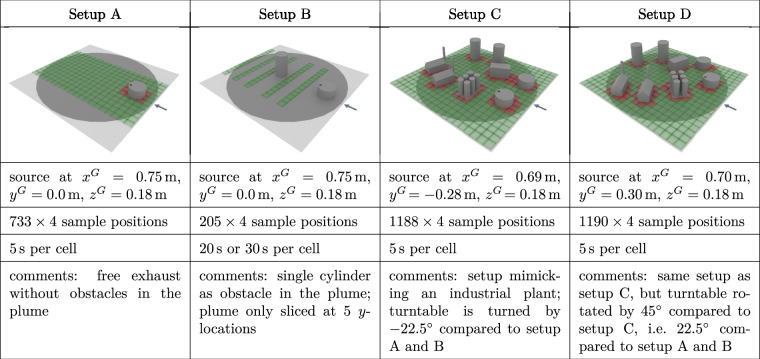 Setup A
Setup B
Setup C
Setup D
source at x^G = 0.75 m,
y^G = 0.0 m, z^G = 0.18 m
source at x^G = 0.75 m,
y^G = 0.0 m, z^G = 0.18 m
source at x^G = 0.69 m,
y^G = −0.28 m, z^G = 0.18 m
source at x^G = 0.70 m,
y^G = 0.30 m, z^G = 0.18 m
733 × 4 sample positions
205 × 4 sample positions
1188 × 4 sample positions
1190 × 4 sample positions
5 s per cell
20 s or 30 s per cell
5 s per cell
5 s per cell
comments: free exhaust
without obstacles in the
plume
comments: single cylinder
as obstacle in the plume;
plume only sliced at 5 y-
locations
comments: setup mimick-
ing an industrial plant;
turntable is turned by
−22.5° compared to setup
A and B
comments: same setup as
setup C, but turntable ro-
tated by 45° compared to
setup C, i.e. 22.5° com-
pared to setup A and B